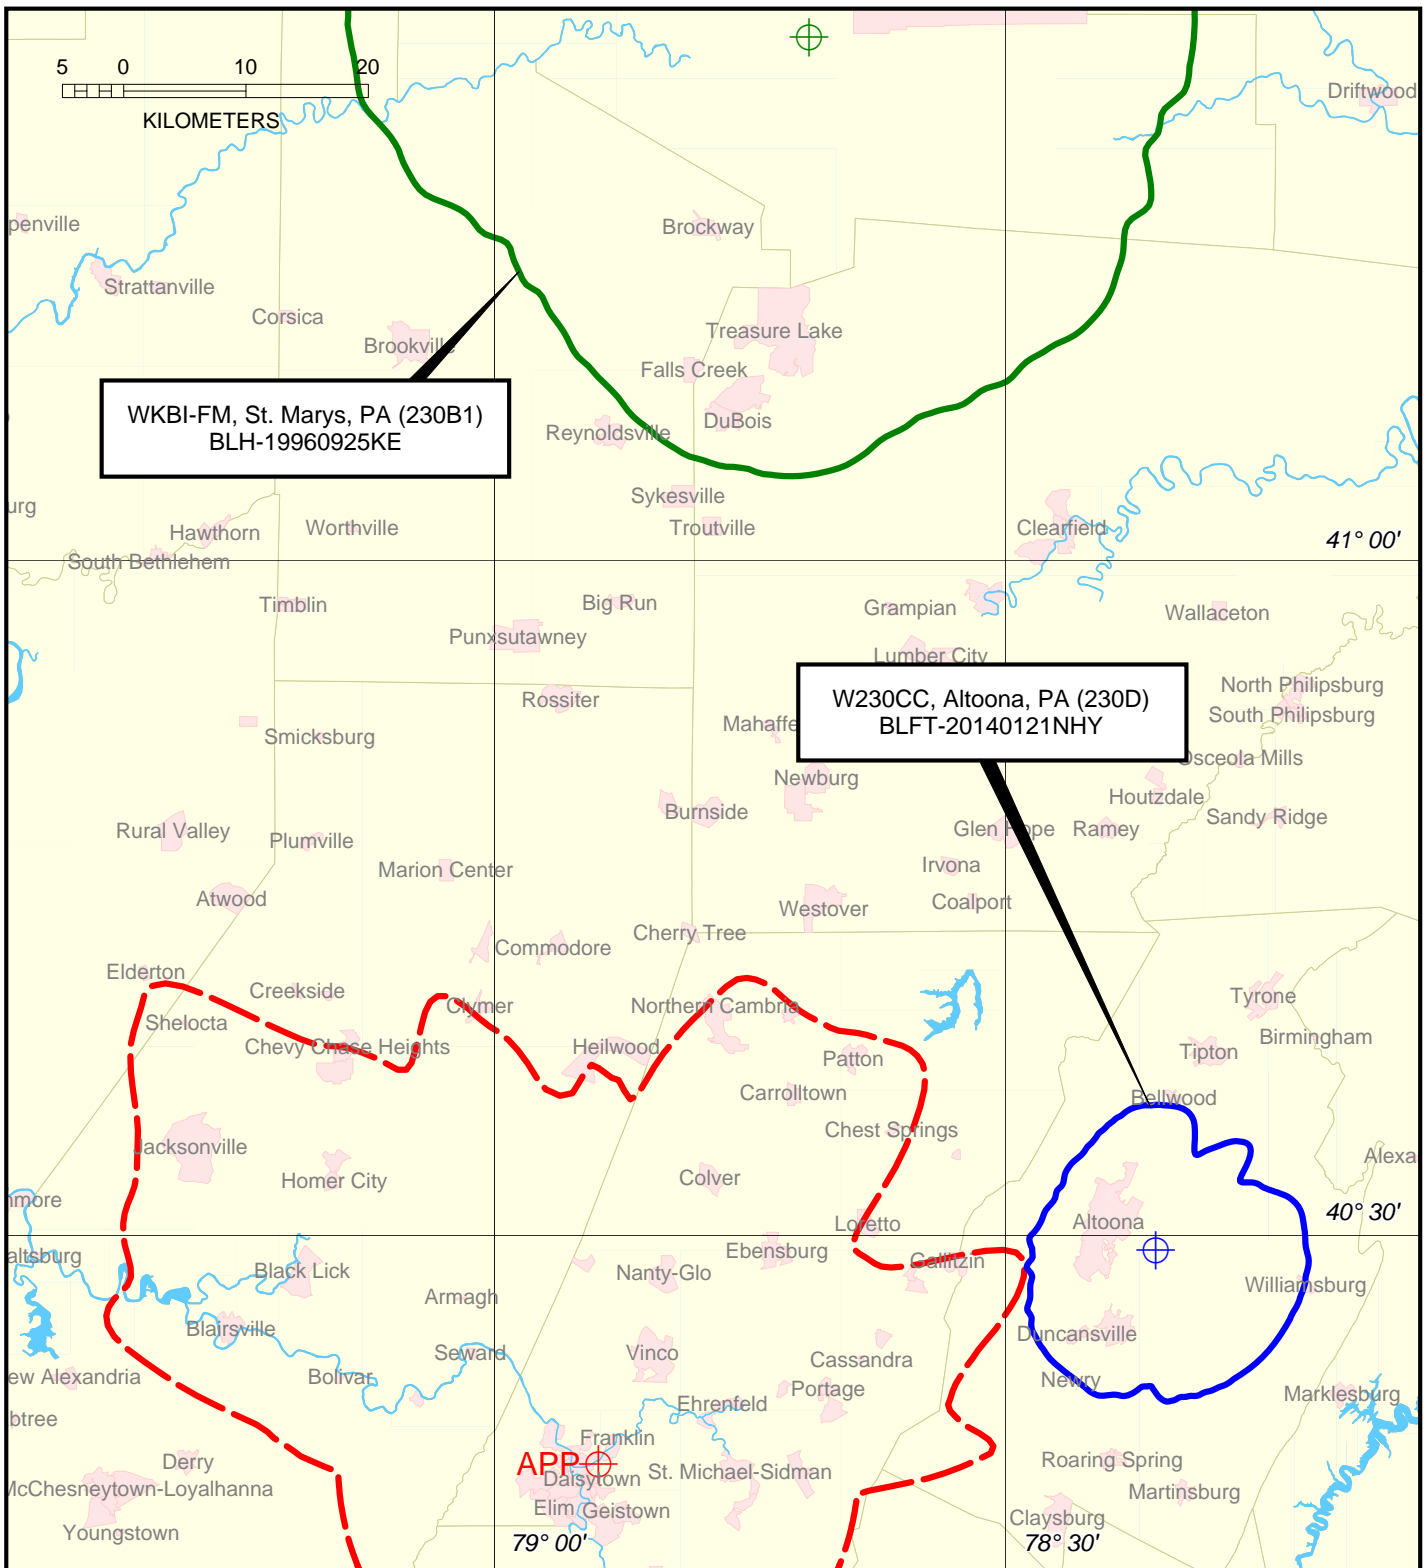 5 0 10 20
KILOMETERS
Driftwood
penville
Brockway
Strattanville
Corsica
Treasure Lake
Brookville
Falls Creek
WKBI-FM, St. Marys, PA (230B1)
BLH-19960925KE
DuBois
Reynoldsville
Sykesville
urg
Hawthorn
Worthville
Troutville
Clearfield
41° 00'
South Bethlehem
Timblin
Big Run
Grampian
Wallaceton
Punxsutawney
Lumber City
North Philipsburg
Rossiter
W230CC, Altoona, PA (230D)
BLFT-20140121NHY
South Philipsburg
Mahaffe
Smicksburg
Osceola Mills
Newburg
Houtzdale
Burnside
Sandy Ridge
Rural Valley
Plumville
Glen Hope
Ramey
Marion Center
Irvona
Atwood
Westover
Coalport
Cherry Tree
Commodore
Elderton
Creekside
Clymer
Northern Cambria
Tyrone
Shelocta
Birmingham
Chevy Chase Heights
Heilwood
Patton
Tipton
Carrolltown
Bellwood
Chest Springs
Jacksonville
Alexa
Homer City
Colver
nmore
40° 30'
Loretto
Altoona
altsburg
Ebensburg
Gallitzin
Black Lick
Nanty-Glo
Williamsburg
Armagh
Blairsville
Duncansville
Seward
Vinco
Cassandra
ew Alexandria
Bolivar
Newry
Portage
Marklesburg
Ehrenfeld
btree
Franklin
Derry
APP
Daisytown
St. Michael-Sidman
Roaring Spring
McChesneytown-Loyalhanna
Martinsburg
Elim
Geistown
Claysburg
Youngstown
79° 00'
78° 30'